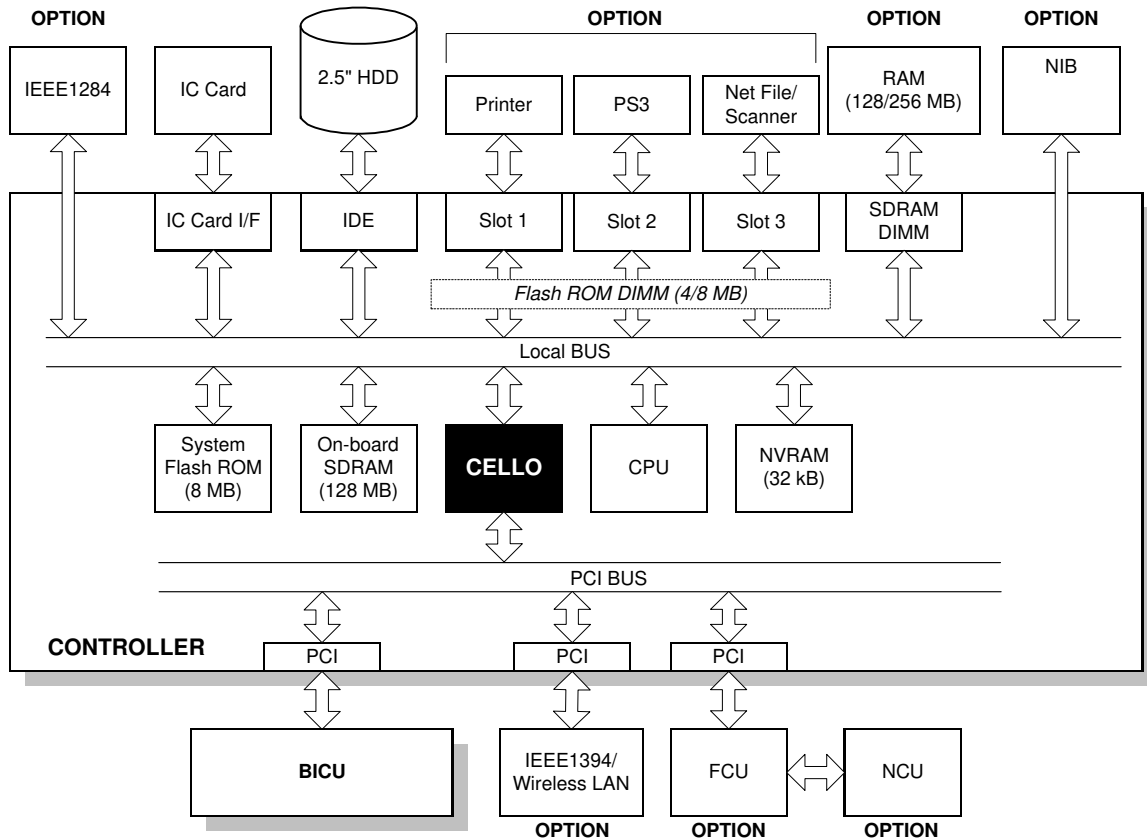 OPTION
OPTION
OPTION
OPTION
IEEE1284
IC Card
2.5" HDD
Printer
PS3
Net File/
Scanner
RAM
(128/256 MB)
NIB
IC Card I/F
IDE
Slot 1
Slot 2
Slot 3
SDRAM
DIMM
Flash ROM DIMM (4/8 MB)
Local BUS
System
Flash ROM
(8 MB)
On-board
SDRAM
(128 MB)
CELLO
CPU
NVRAM
(32 kB)
PCI BUS
CONTROLLER
PCI
PCI
PCI
BICU
IEEE1394/
Wireless LAN
FCU
NCU
OPTION
OPTION
OPTION